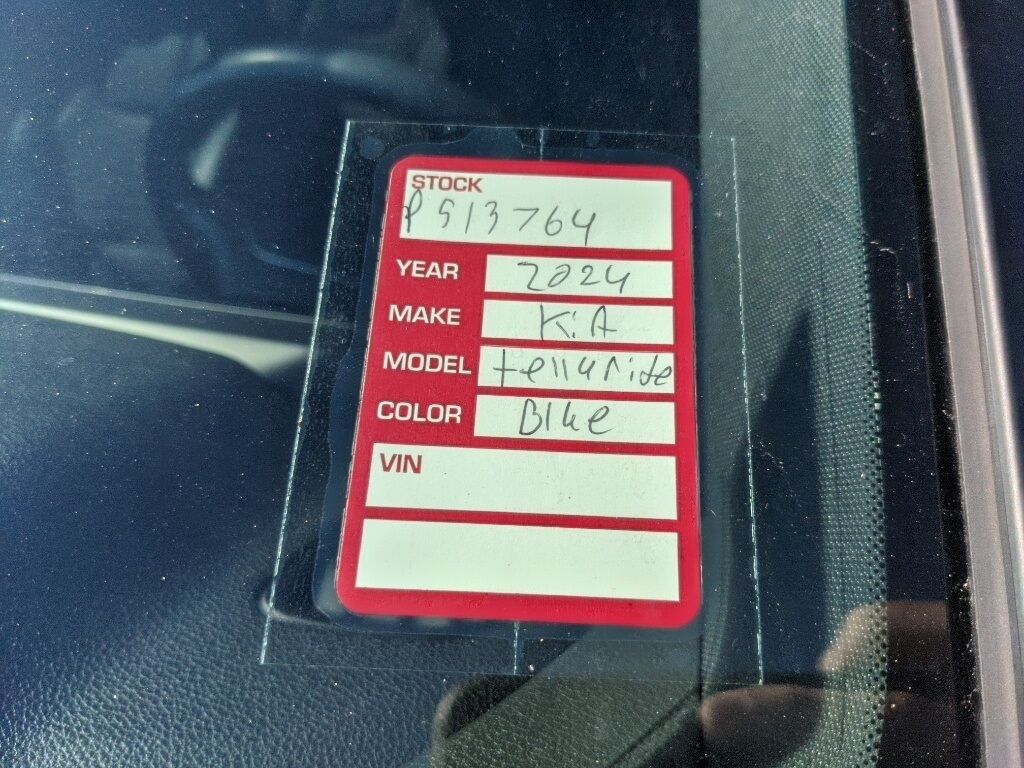 STOCK
P513764
YEAR 2024
MAKE KiA
MODEL telluride
COLOR Blue
VIN